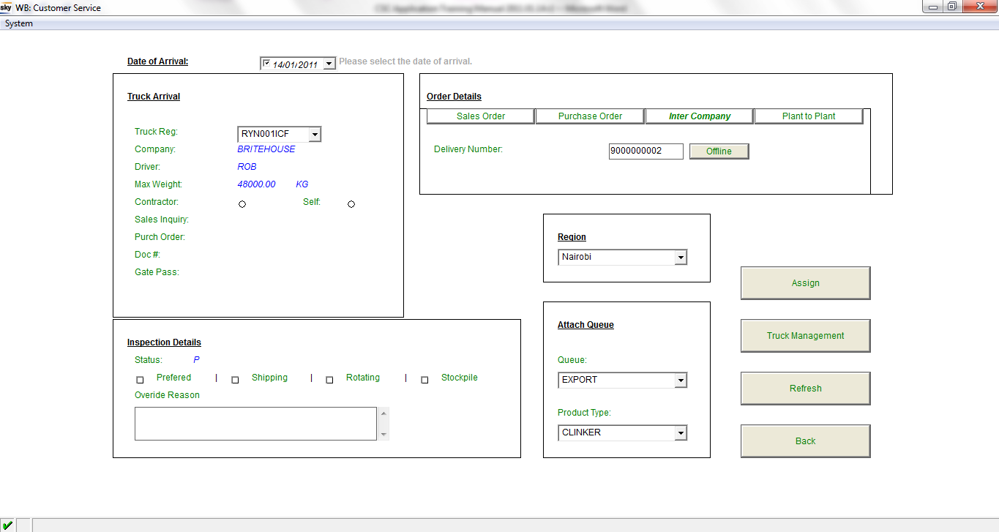 sky WB: Customer Service
System
Date of Arrival: 14/01/2011 Please select the date of arrival.
Truck Arrival
Truck Reg: RYN001ICF
Company: BRITEHOUSE
Driver: ROB
Max Weight: 48000.00 KG
Contractor: Self:
Sales Inquiry:
Purch Order:
Doc #:
Gate Pass:
Order Details
Sales Order Purchase Order Inter Company Plant to Plant
Delivery Number: 9000000002 Offline
Region
Nairobi
Inspection Details
Status: P
Prefered | Shipping | Rotating | Stockpile
Overide Reason
Attach Queue
Queue:
EXPORT
Product Type:
CLINKER
Assign
Truck Management
Refresh
Back